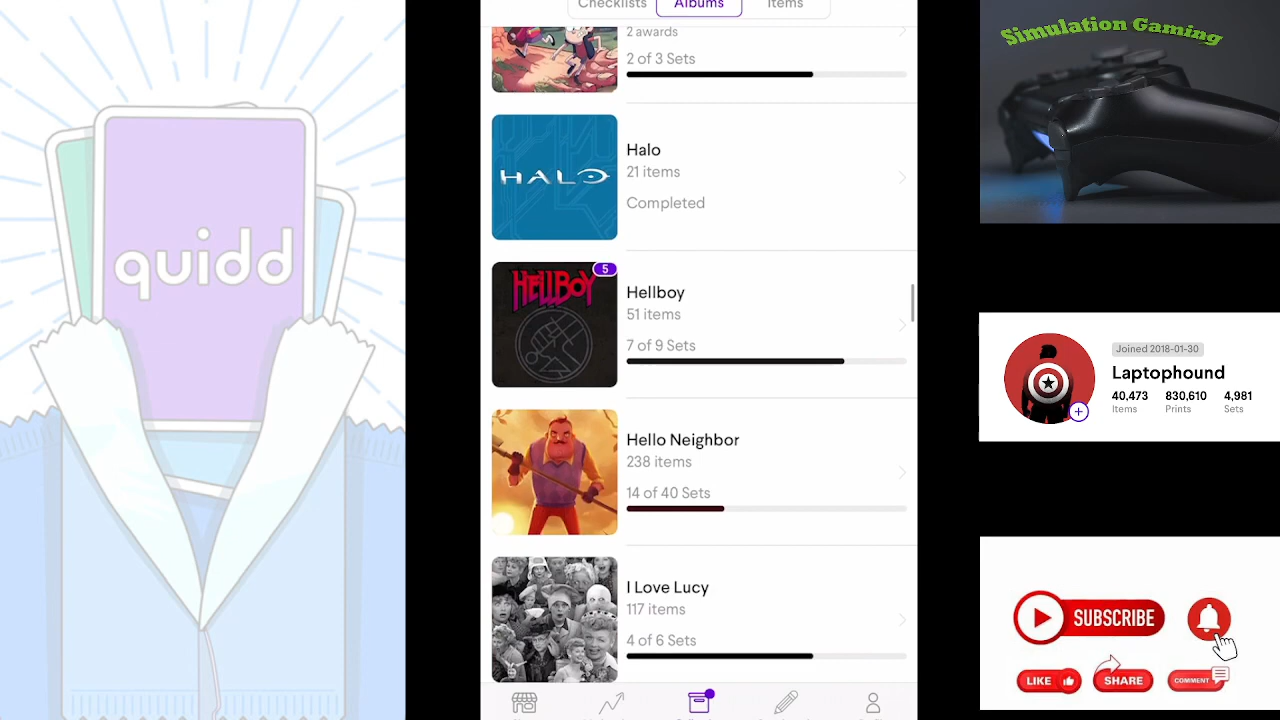 quidd
Checklists
Albums
Items
2 awards
2 of 3 Sets
HALO
Halo
21 items
Completed
HELLBOY
5
Hellboy
51 items
7 of 9 Sets
Hello Neighbor
238 items
14 of 40 Sets
I Love Lucy
117 items
4 of 6 Sets
Simulation Gaming
Joined 2018-01-30
Laptophound
40,473 830,610 4,981
Items Prints Sets
SUBSCRIBE
LIKE SHARE COMMENT